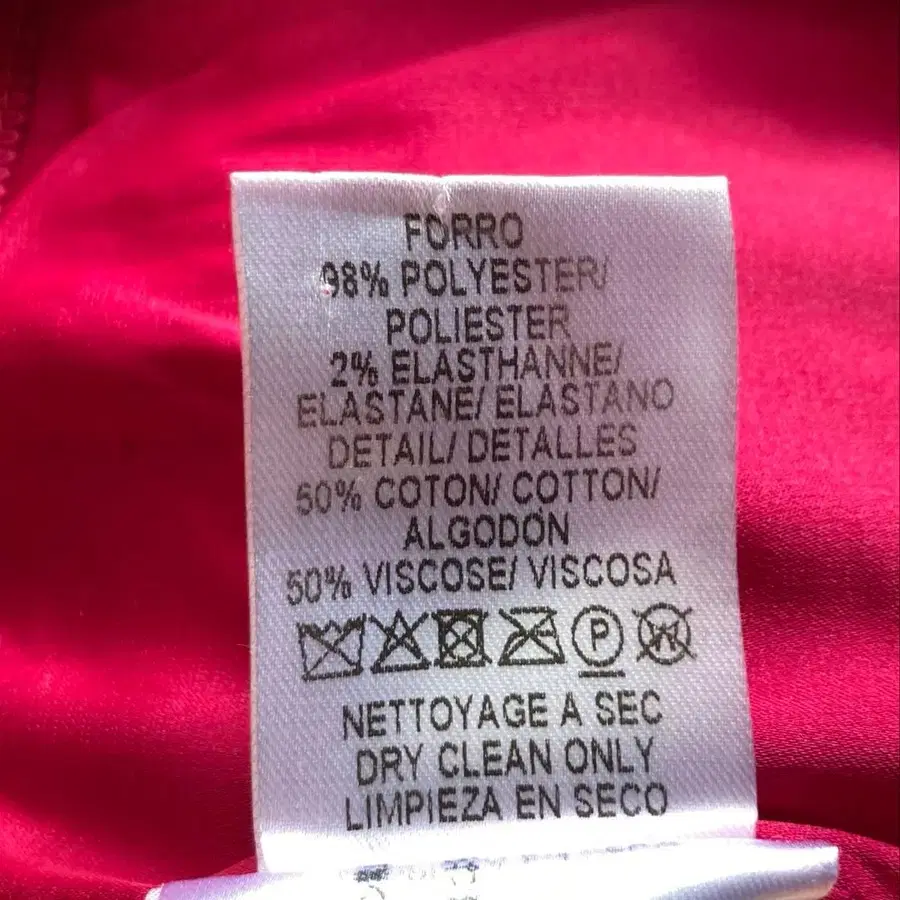 FORRO
98% POLYESTER/
POLIESTER
2% ELASTHANNE/
ELASTANE/ ELASTANO
DETAIL/ DETALLES
50% COTON/ COTTON/
ALGODÓN
50% VISCOSE/ VISCOSA
P W
NETTOYAGE A SEC
DRY CLEAN ONLY
LIMPIEZA EN SECO